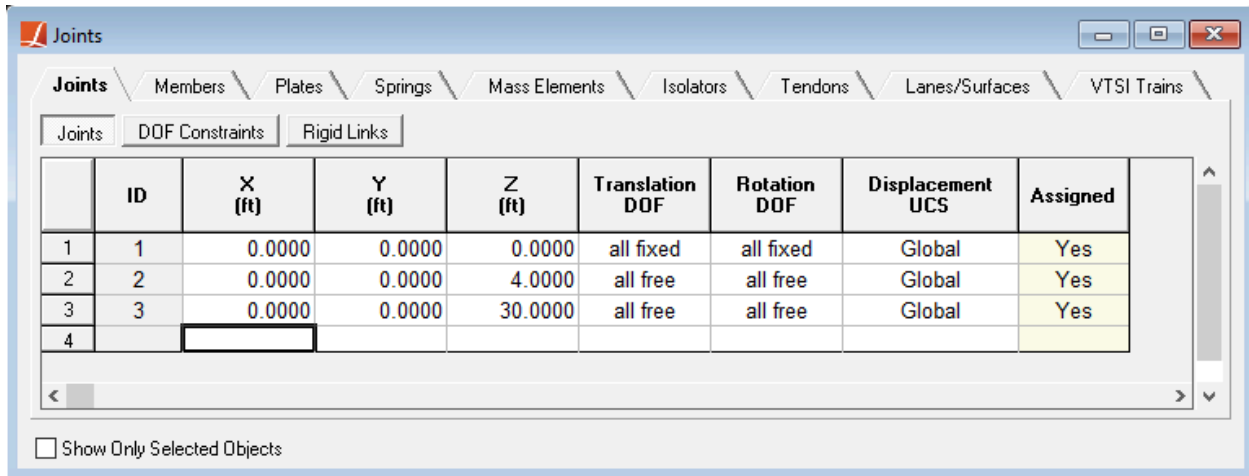 Joints
Joints Members Plates Springs Mass Elements Isolators Tendons Lanes/Surfaces VTSI Trains
Joints DOF Constraints Rigid Links
ID X (ft) Y (ft) Z (ft) Translation DOF Rotation DOF Displacement UCS Assigned
1 1 0.0000 0.0000 0.0000 all fixed all fixed Global Yes
2 2 0.0000 0.0000 4.0000 all free all free Global Yes
3 3 0.0000 0.0000 30.0000 all free all free Global Yes
4
Show Only Selected Objects